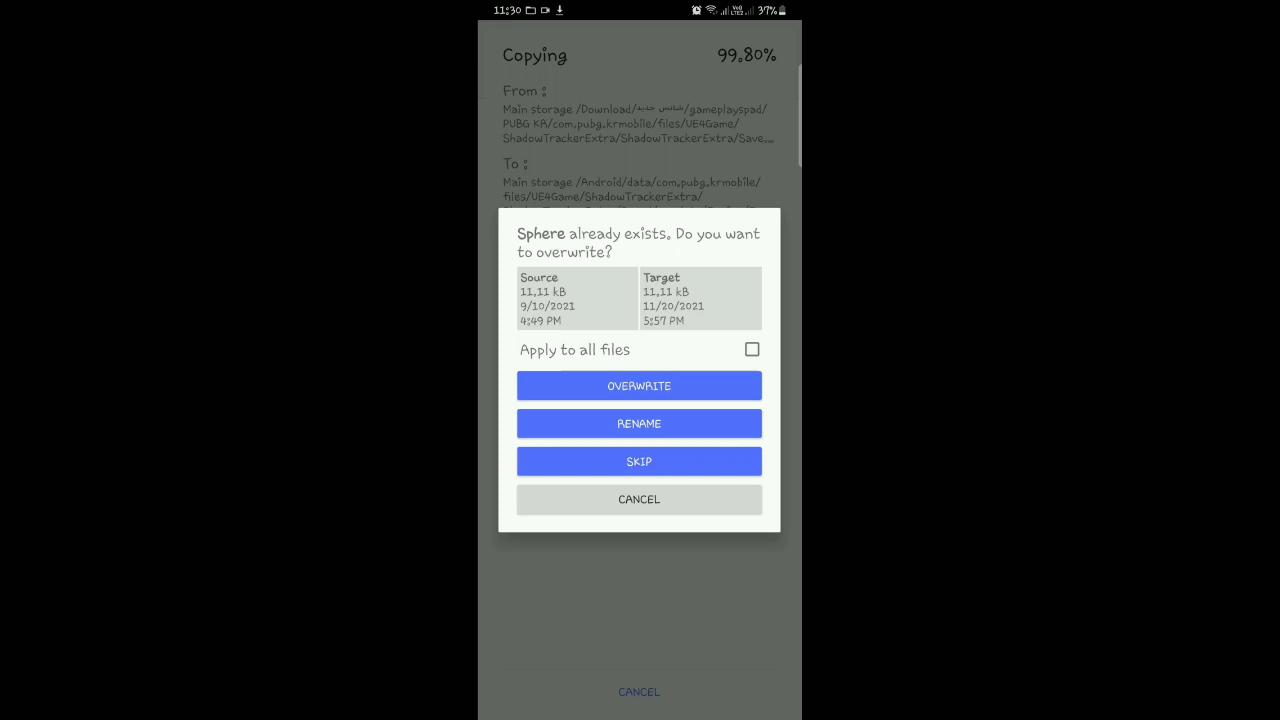 11:30 37%
Copying 99.80%
From :
Main storage /Download/شانس جديد/gameplayspad/
PUBG KR/com.pubg.krmobile/files/UE4Game/
ShadowTrackerExtra/ShadowTrackerExtra/Save...
To :
Main storage /Android/data/com.pubg.krmobile/
files/UE4Game/ShadowTrackerExtra/
Sphere already exists. Do you want
to overwrite?
Source Target
11,11 kB 11,11 kB
9/10/2021 11/20/2021
4:49 PM 5:57 PM
Apply to all files
OVERWRITE
RENAME
SKIP
CANCEL
CANCEL